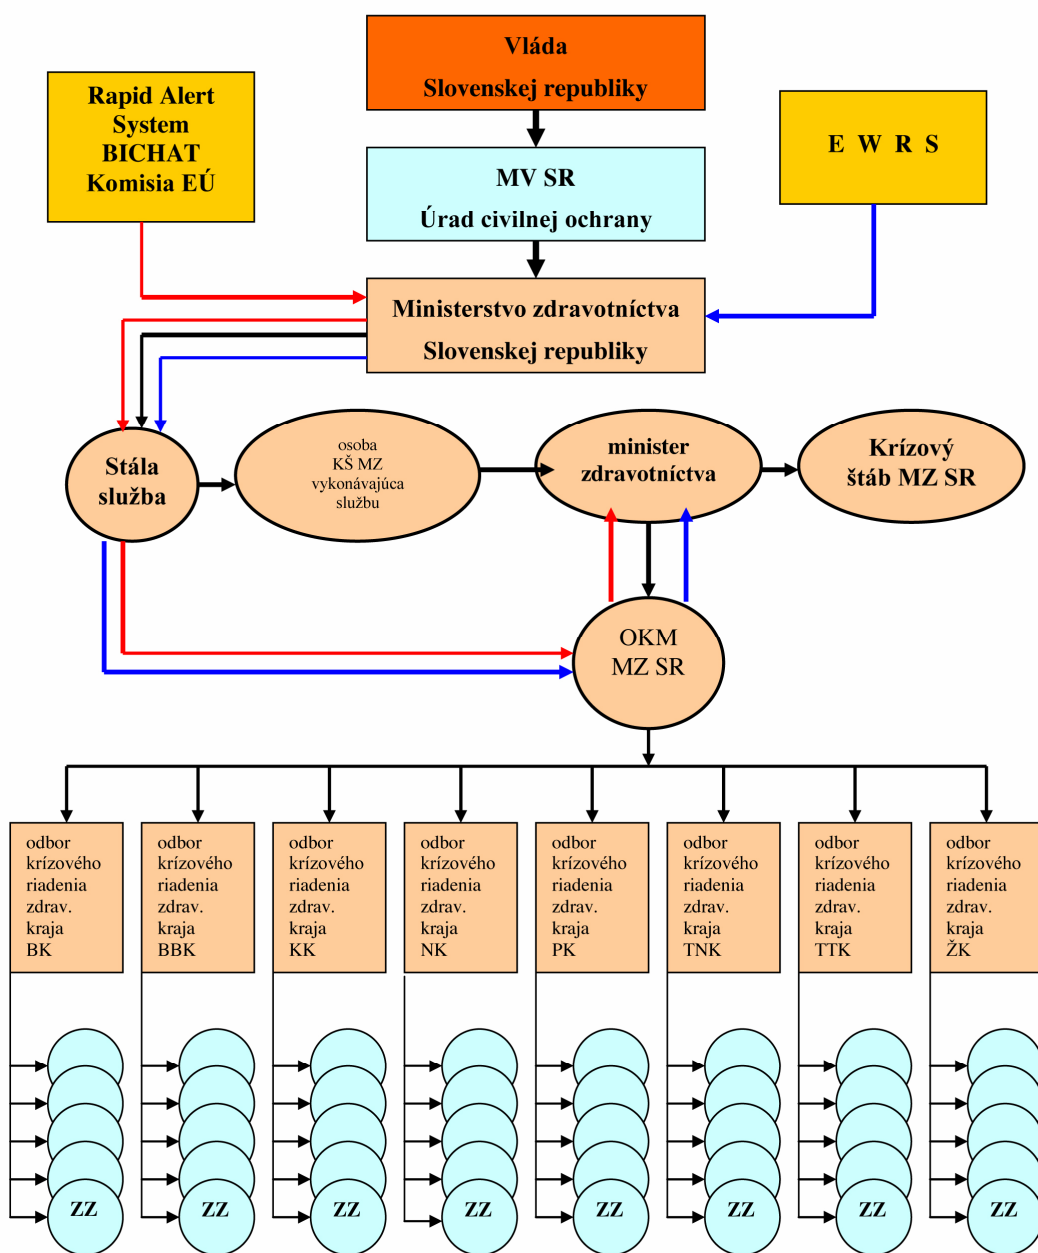 Vláda
Slovenskej republiky
Rapid Alert
System
BICHAT
Komisia EÚ
E W R S
MV SR
Úrad civilnej ochrany
Ministerstvo zdravotníctva
Slovenskej republiky
Stála
služba
osoba
KŠ MZ
vykonávajúca
službu
minister
zdravotníctva
Krízový
štáb MZ SR
OKM
MZ SR
odbor
krízového
riadenia
zdrav.
kraja
BK
odbor
krízového
riadenia
zdrav.
kraja
BBK
odbor
krízového
riadenia
zdrav.
kraja
KK
odbor
krízového
riadenia
zdrav.
kraja
NK
odbor
krízového
riadenia
zdrav.
kraja
PK
odbor
krízového
riadenia
zdrav.
kraja
TNK
odbor
krízového
riadenia
zdrav.
kraja
TTK
odbor
krízového
riadenia
zdrav.
kraja
ŽK
ZZ
ZZ
ZZ
ZZ
ZZ
ZZ
ZZ
ZZ